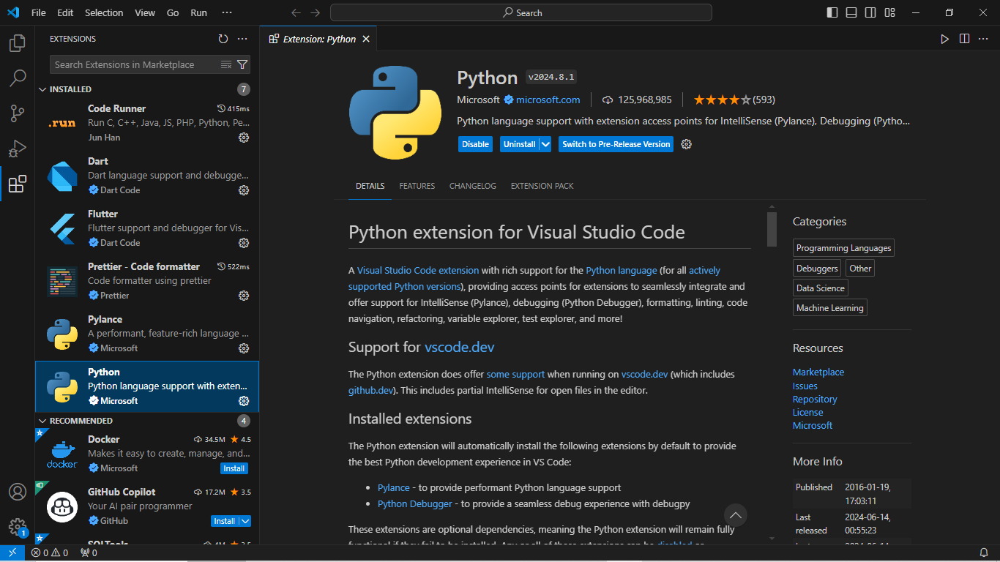 File Edit Selection View Go Run ···
Search
EXTENSIONS
Extension: Python
Search Extensions in Marketplace
INSTALLED 7
Code Runner 415ms
Run C, C++, Java, JS, PHP, Python, Pe...
Jun Han
.run
Dart
Dart language support and debugge...
Dart Code
Flutter
Flutter support and debugger for Vis...
Dart Code
Prettier - Code formatter 522ms
Code formatter using prettier
Prettier
Pylance
A performant, feature-rich language ...
Microsoft
Python
Python language support with exten...
Microsoft
RECOMMENDED 4
Docker 34.5M 4.5
Makes it easy to create, manage, and...
docker
Microsoft Install
GitHub Copilot 17.2M 3.5
Your AI pair programmer
GitHub Install
SQLTools 4M 3.5
1
0 0 0
Python v2024.8.1
Microsoft microsoft.com 125,968,985 (593)
Python language support with extension access points for IntelliSense (Pylance), Debugging (Pytho...
Disable Uninstall Switch to Pre-Release Version
DETAILS FEATURES CHANGELOG EXTENSION PACK
Python extension for Visual Studio Code
A Visual Studio Code extension with rich support for the Python language (for all actively
supported Python versions), providing access points for extensions to seamlessly integrate and
offer support for IntelliSense (Pylance), debugging (Python Debugger), formatting, linting, code
navigation, refactoring, variable explorer, test explorer, and more!
Support for vscode.dev
The Python extension does offer some support when running on vscode.dev (which includes
github.dev). This includes partial IntelliSense for open files in the editor.
Installed extensions
The Python extension will automatically install the following extensions by default to provide
the best Python development experience in VS Code:
• Pylance - to provide performant Python language support
• Python Debugger - to provide a seamless debug experience with debugpy
These extensions are optional dependencies, meaning the Python extension will remain fully
functional if they fail to be installed. Any or all of these extensions can be disabled or
Categories
Programming Languages
Debuggers Other
Data Science
Machine Learning
Resources
Marketplace
Issues
Repository
License
Microsoft
More Info
Published 2016-01-19,
17:03:11
Last 2024-06-14,
released 00:55:23
Last 2024-06-14